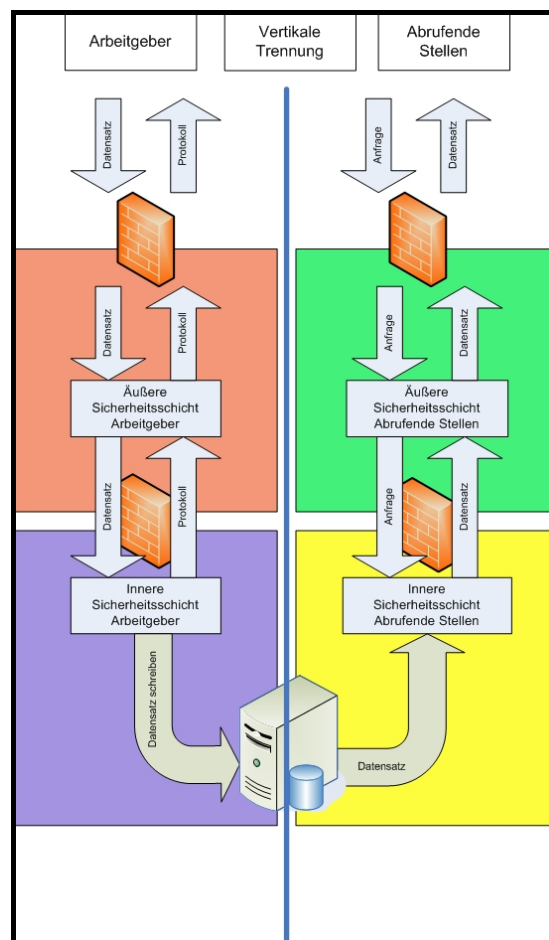 Arbeitgeber
Vertikale
Trennung
Abrufende
Stellen
Datensatz
Protokoll
Anfrage
Datensatz
Datensatz
Protokoll
Anfrage
Datensatz
Äußere
Sicherheitsschicht
Arbeitgeber
Äußere
Sicherheitsschicht
Abrufende Stellen
Datensatz
Protokoll
Anfrage
Datensatz
Innere
Sicherheitsschicht
Arbeitgeber
Innere
Sicherheitsschicht
Abrufende Stellen
Datensatz schreiben
Datensatz